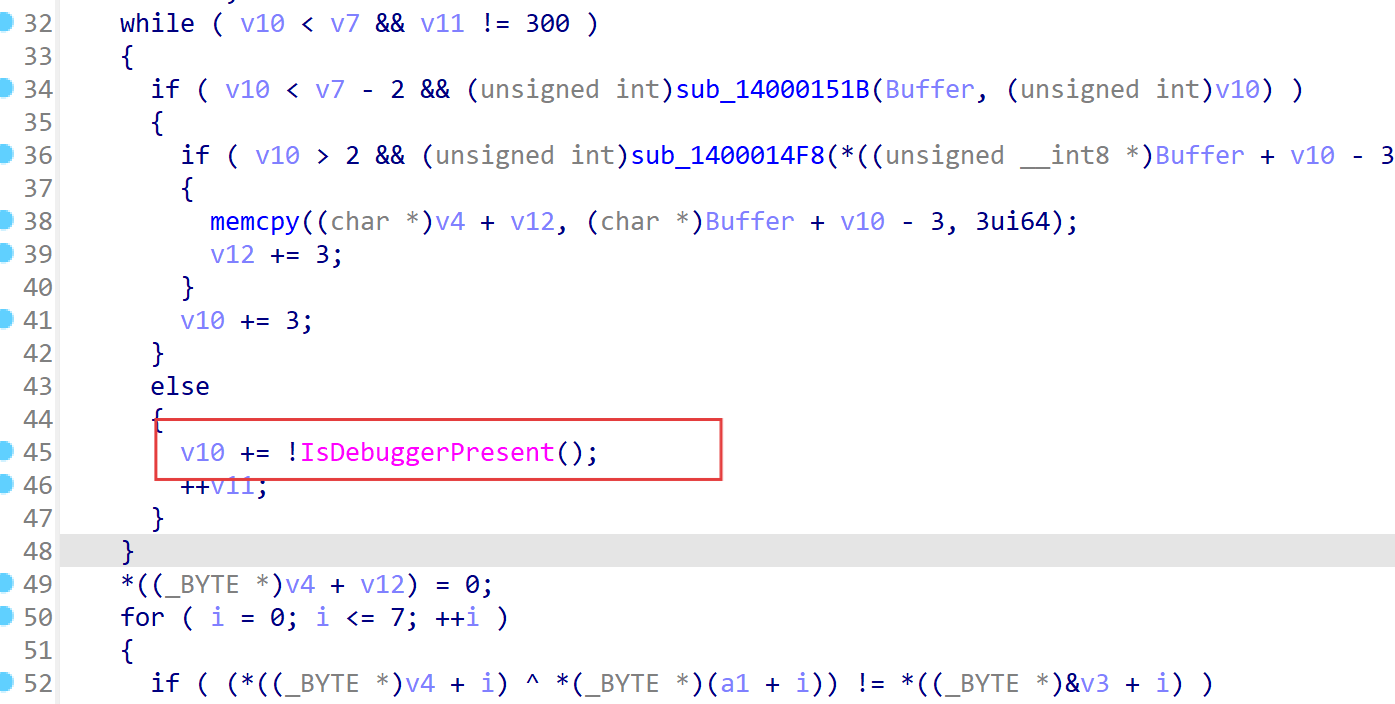 32 while ( v10 < v7 && v11 != 300 )
33 {
34 if ( v10 < v7 - 2 && (unsigned int)sub_14000151B(Buffer, (unsigned int)v10) )
35 {
36 if ( v10 > 2 && (unsigned int)sub_1400014F8(*((unsigned __int8 *)Buffer + v10 - 3
37 {
38 memcpy((char *)v4 + v12, (char *)Buffer + v10 - 3, 3ui64);
39 v12 += 3;
40 }
41 v10 += 3;
42 }
43 else
44 {
45 v10 += !IsDebuggerPresent();
46 ++v11;
47 }
48 }
49 *((_BYTE *)v4 + v12) = 0;
50 for ( i = 0; i <= 7; ++i )
51 {
52 if ( (*((_BYTE *)v4 + i) ^ *(_BYTE *)(a1 + i)) != *((_BYTE *)&v3 + i) )